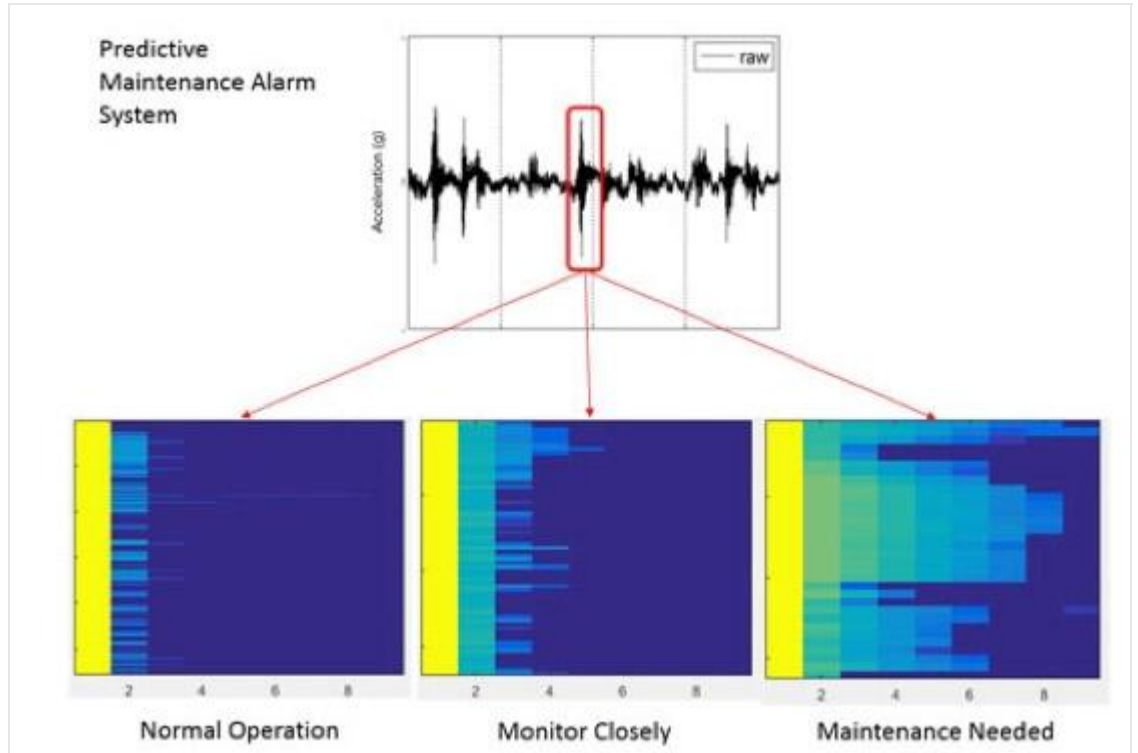 Predictive
Maintenance Alarm
System
raw
Acceleration (g)
2 4 6 8
2 4 6 8
2 4 6 8
Normal Operation
Monitor Closely
Maintenance Needed